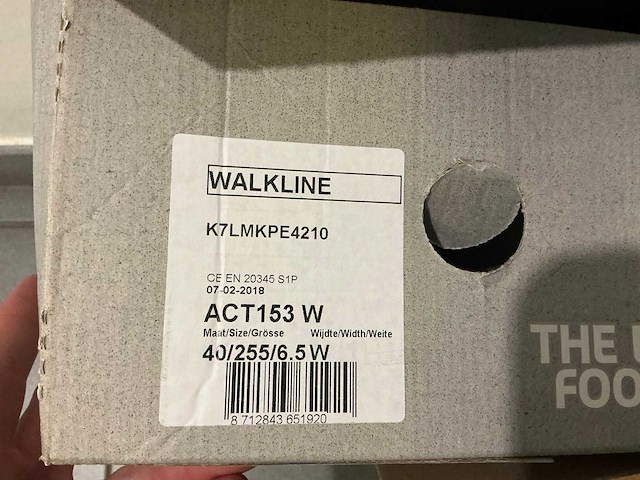 WALKLINE
K7LMKPE4210
CE EN 20345 S1P
07-02-2018
ACT153 W
Maat/Size/Grösse Wijdte/Width/Weite
40/255/6.5 W
8 712843 651920
THE
FOO